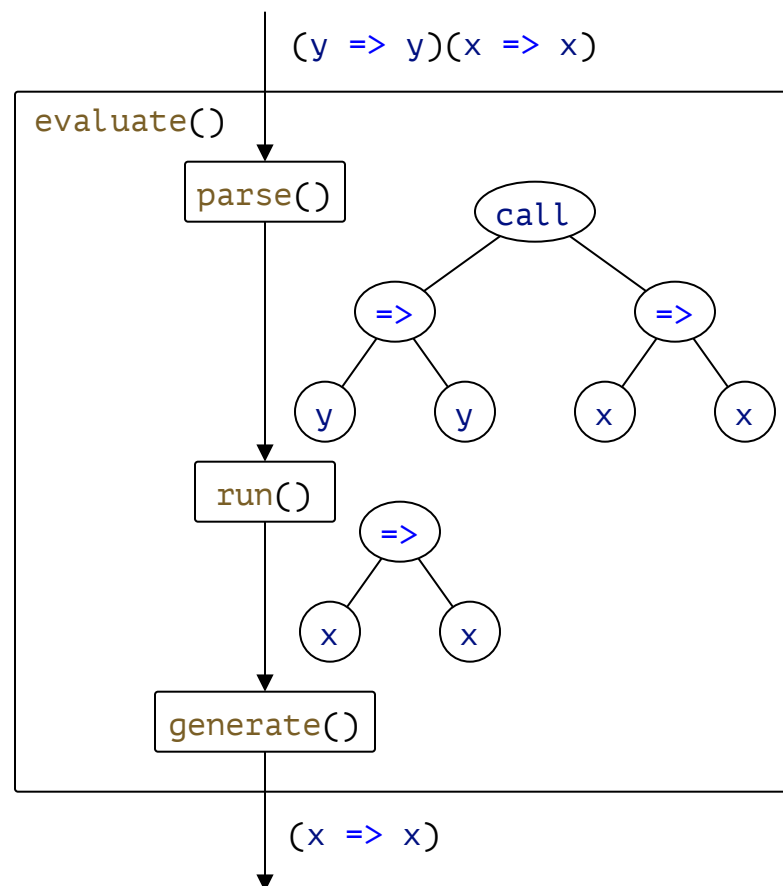 (y => y)(x => x)
evaluate()
parse()
call
=> =>
y y x x
run()
=>
x x
generate()
(x => x)